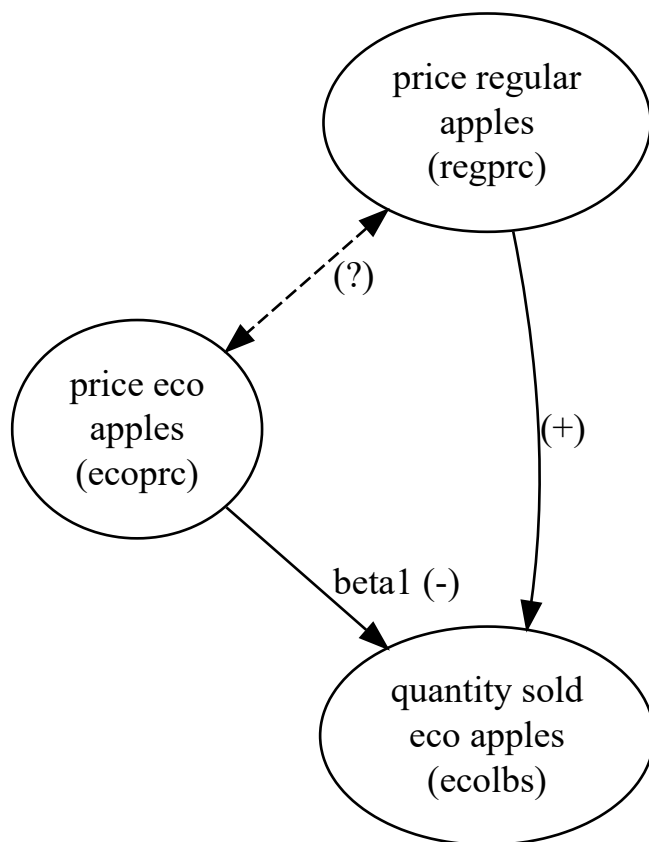 price regular
apples
(regprc)
(?)
price eco
apples
(ecoprc)
(+)
beta1 (-)
quantity sold
eco apples
(ecolbs)